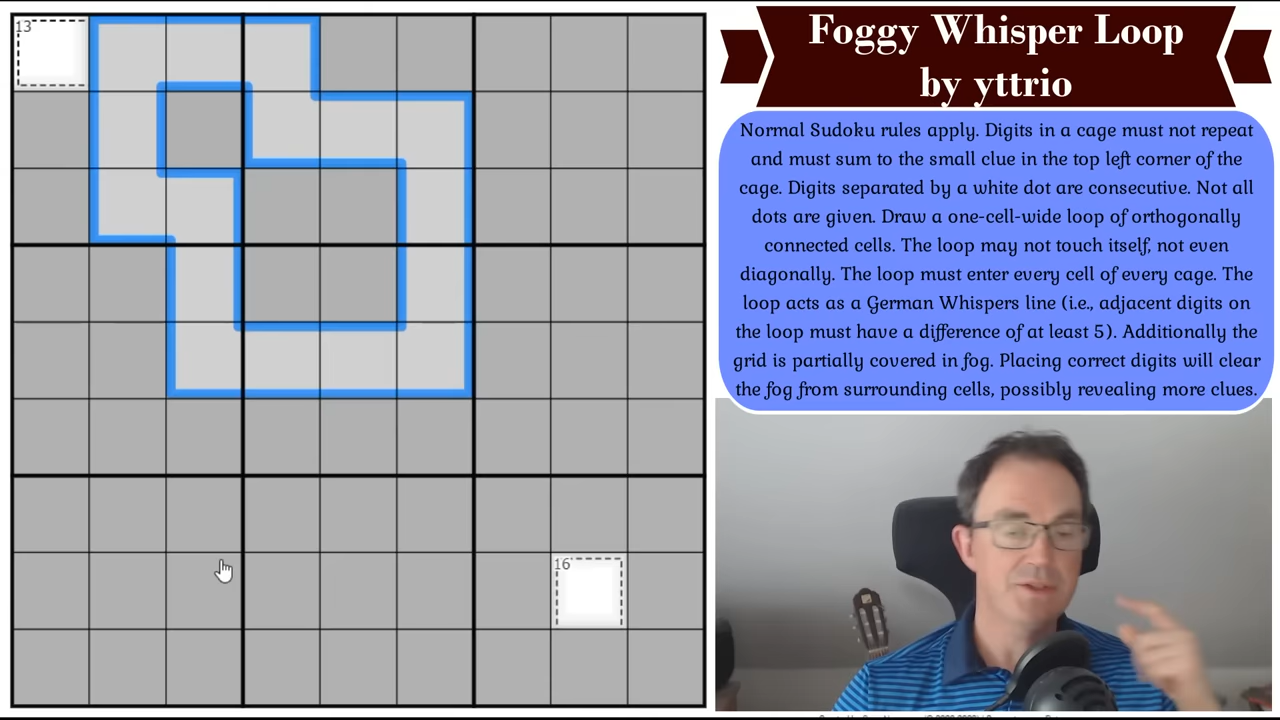 13
16
Foggy Whisper Loop
by yttrio
Normal Sudoku rules apply. Digits in a cage must not repeat
and must sum to the small clue in the top left corner of the
cage. Digits separated by a white dot are consecutive. Not all
dots are given. Draw a one-cell-wide loop of orthogonally
connected cells. The loop may not touch itself, not even
diagonally. The loop must enter every cell of every cage. The
loop acts as a German Whispers line (i.e., adjacent digits on
the loop must have a difference of at least 5). Additionally the
grid is partially covered in fog. Placing correct digits will clear
the fog from surrounding cells, possibly revealing more clues.